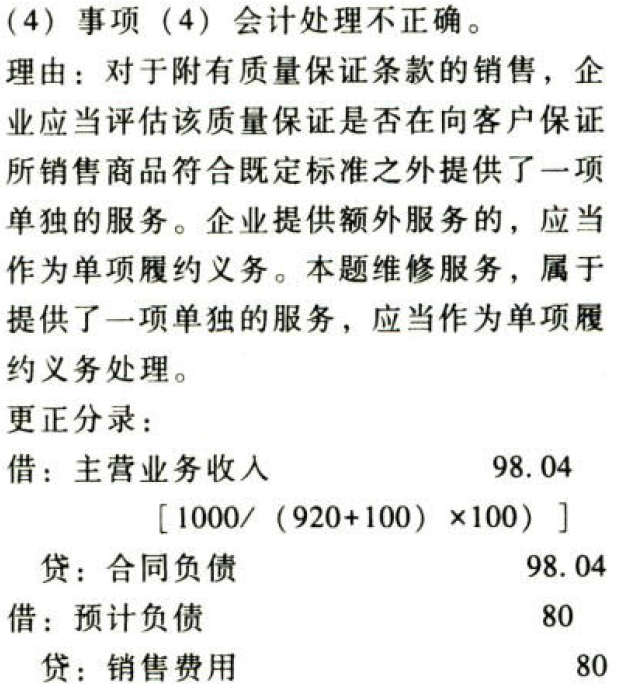 (4) 事项 (4) 会计处理不正确。
理由：对于附有质量保证条款的销售，企
业应当评估该质量保证是否在向客户保证
所销售商品符合既定标准之外提供了一项
单独的服务。企业提供额外服务的，应当
作为单项履约义务。本题维修服务，属于
提供了一项单独的服务，应当作为单项履
约义务处理。
更正分录：
借：主营业务收入 98.04
[1000/ (920+100) ×100) ]
贷：合同负债 98.04
借：预计负债 80
贷：销售费用 80